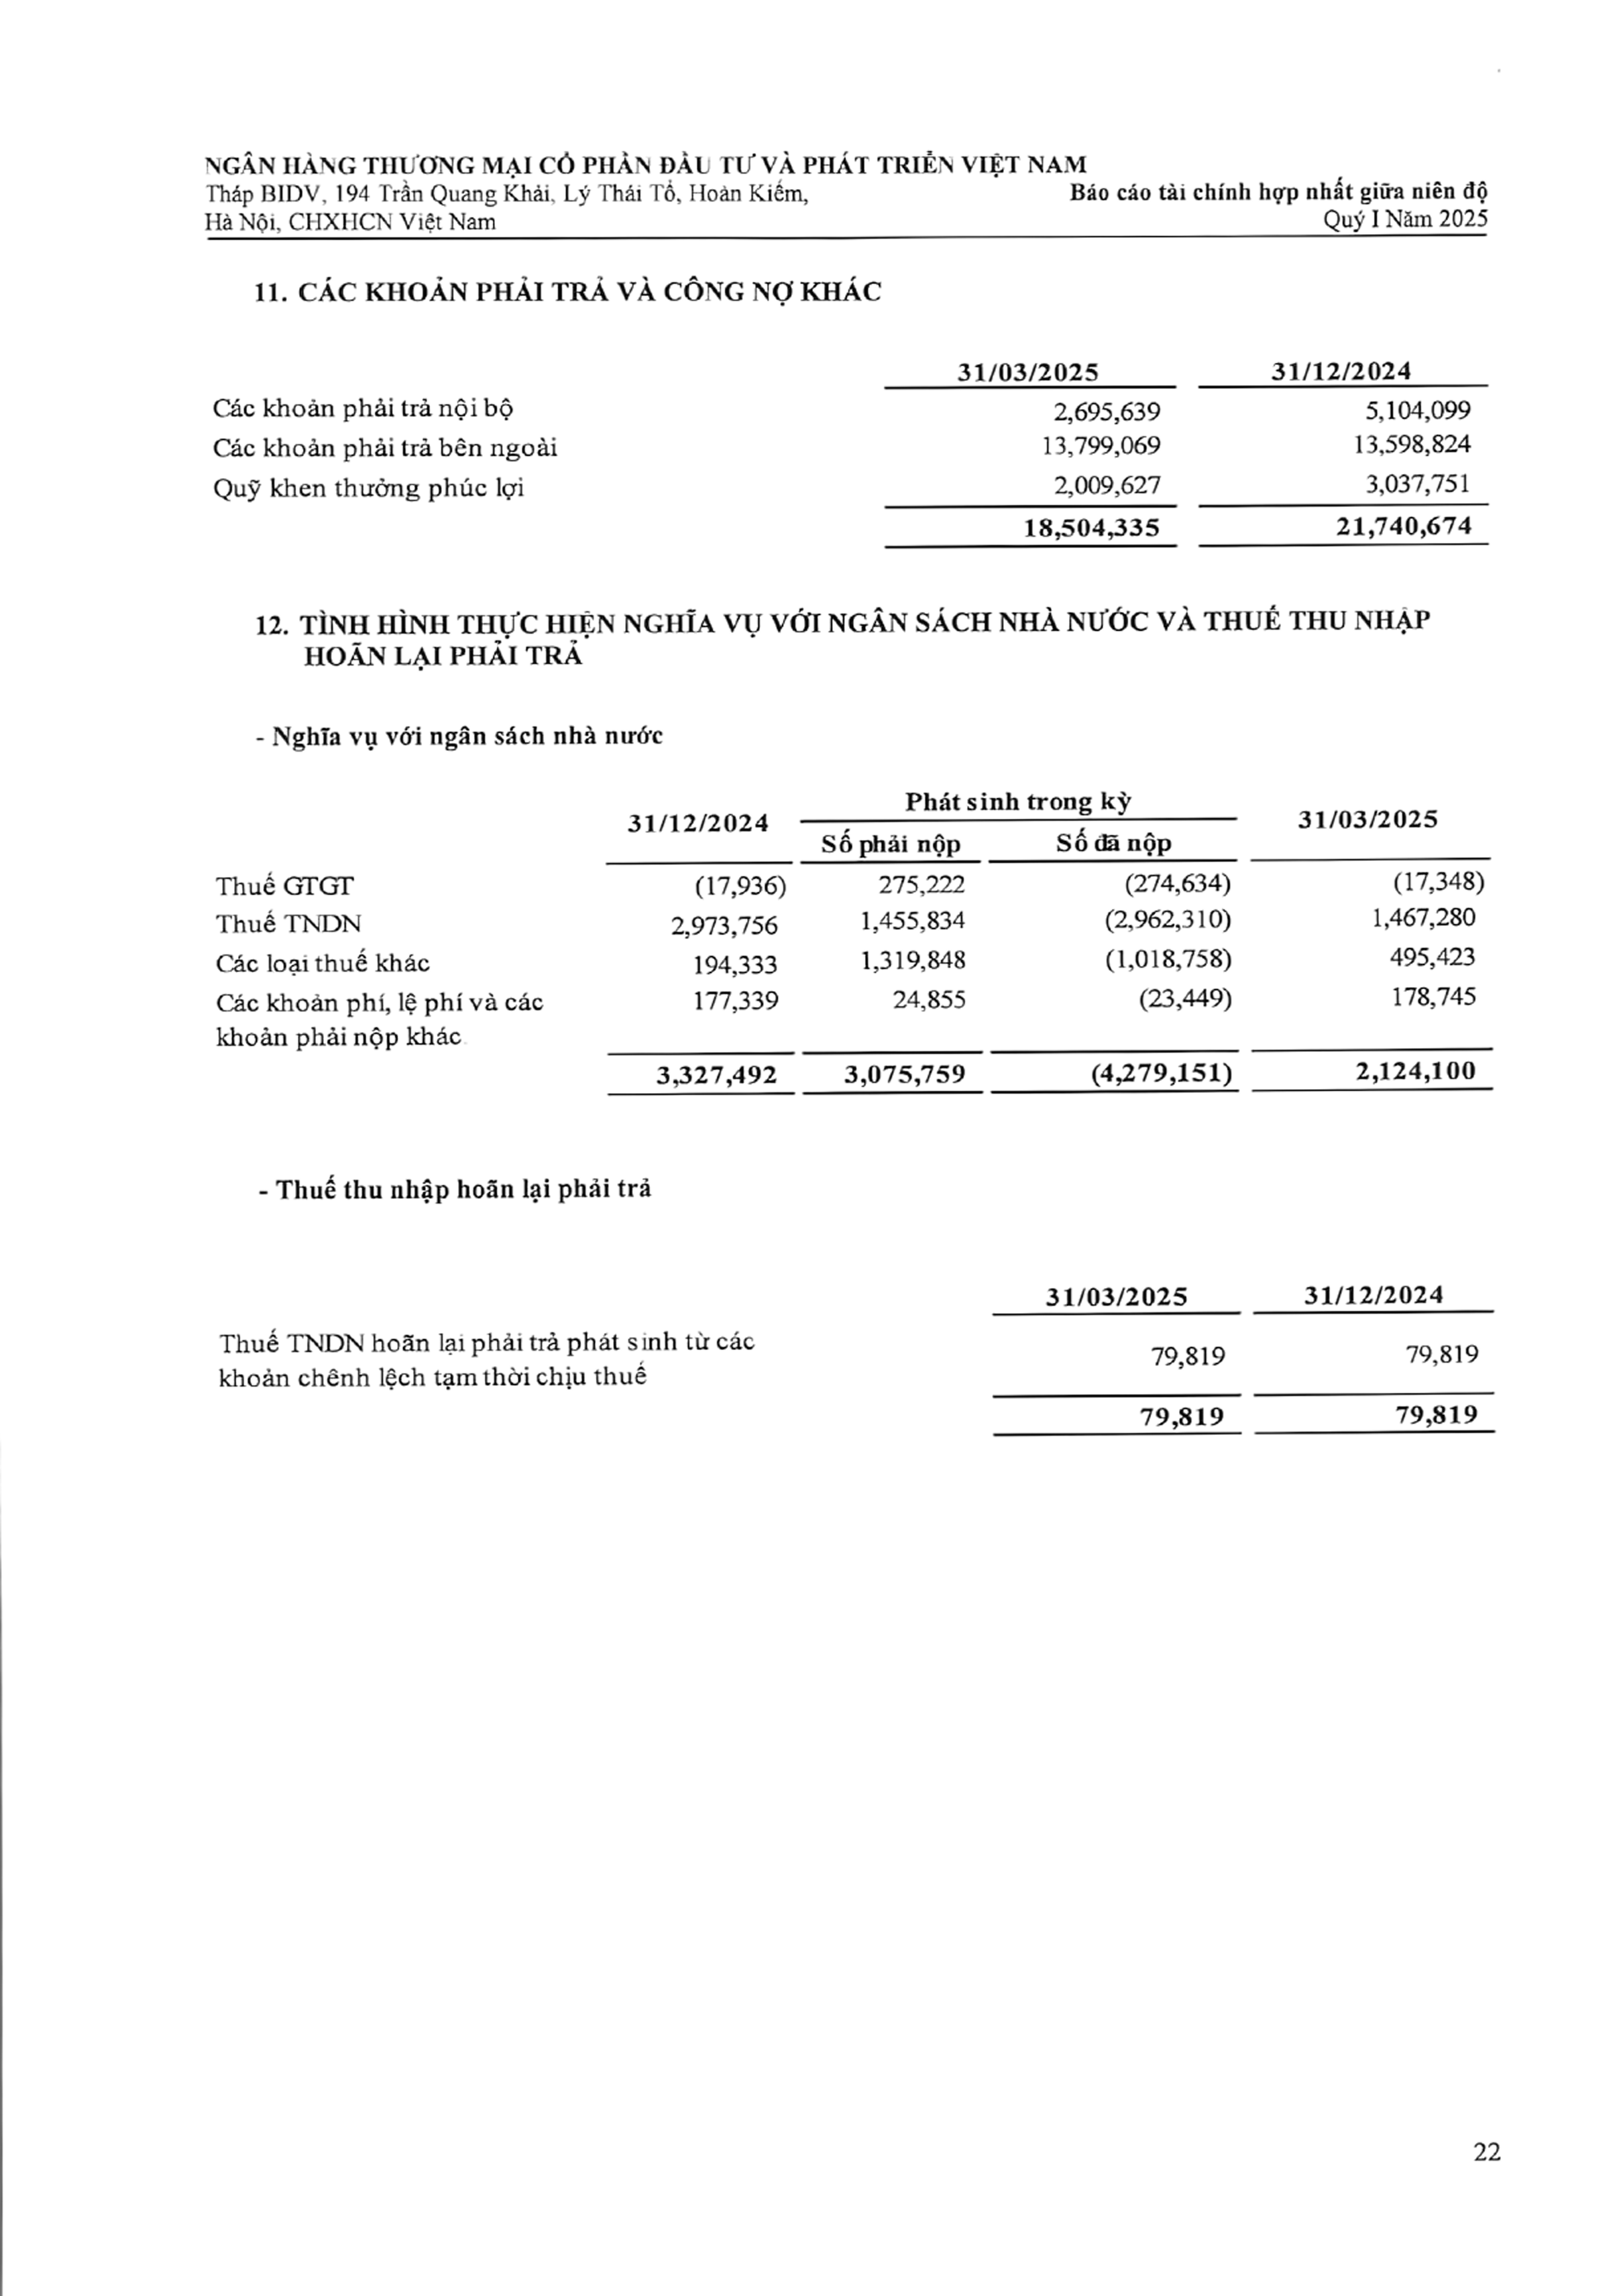 NGÂN HÀNG THƯƠNG MẠI CỔ PHẦN ĐẦU TƯ VÀ PHÁT TRIỂN VIỆT NAM
Tháp BIDV, 194 Trần Quang Khải, Lý Thái Tổ, Hoàn Kiếm, Báo cáo tài chính hợp nhất giữa niên độ
Hà Nội, CHXHCN Việt Nam Quý I Năm 2025
11. CÁC KHOẢN PHẢI TRẢ VÀ CÔNG NỢ KHÁC
31/03/2025 31/12/2024
Các khoản phải trả nội bộ 2,695,639 5,104,099
Các khoản phải trả bên ngoài 13,799,069 13,598,824
Quỹ khen thưởng phúc lợi 2,009,627 3,037,751
18,504,335 21,740,674
12. TÌNH HÌNH THỰC HIỆN NGHĨA VỤ VỚI NGÂN SÁCH NHÀ NƯỚC VÀ THUẾ THU NHẬP
HOÃN LẠI PHẢI TRẢ
- Nghĩa vụ với ngân sách nhà nước
31/12/2024 Phát sinh trong kỳ 31/03/2025
Số phải nộp Số đã nộp
Thuế GTGT (17,936) 275,222 (274,634) (17,348)
Thuế TNDN 2,973,756 1,455,834 (2,962,310) 1,467,280
Các loại thuế khác 194,333 1,319,848 (1,018,758) 495,423
Các khoản phí, lệ phí và các 177,339 24,855 (23,449) 178,745
khoản phải nộp khác
3,327,492 3,075,759 (4,279,151) 2,124,100
- Thuế thu nhập hoãn lại phải trả
31/03/2025 31/12/2024
Thuế TNDN hoãn lại phải trả phát sinh từ các
khoản chênh lệch tạm thời chịu thuế 79,819 79,819
79,819 79,819
22